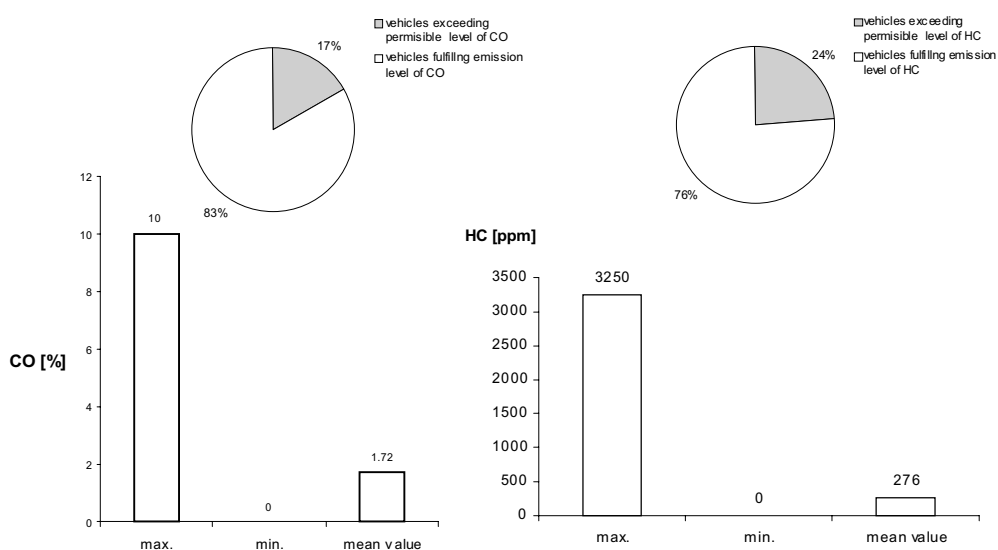 vehicles exceeding
permisible level of CO
17%
vehicles fulfillng emission
level of CO
83%
12
10
10
8
CO [%]
6
4
2
1.72
0
0
max.
min.
mean value
vehicles exceeding
permisible level of HC
24%
vehicles fulfillng emission
level of HC
76%
HC [ppm]
3500
3250
3000
2500
2000
1500
1000
500
276
0
0
max.
min.
mean value